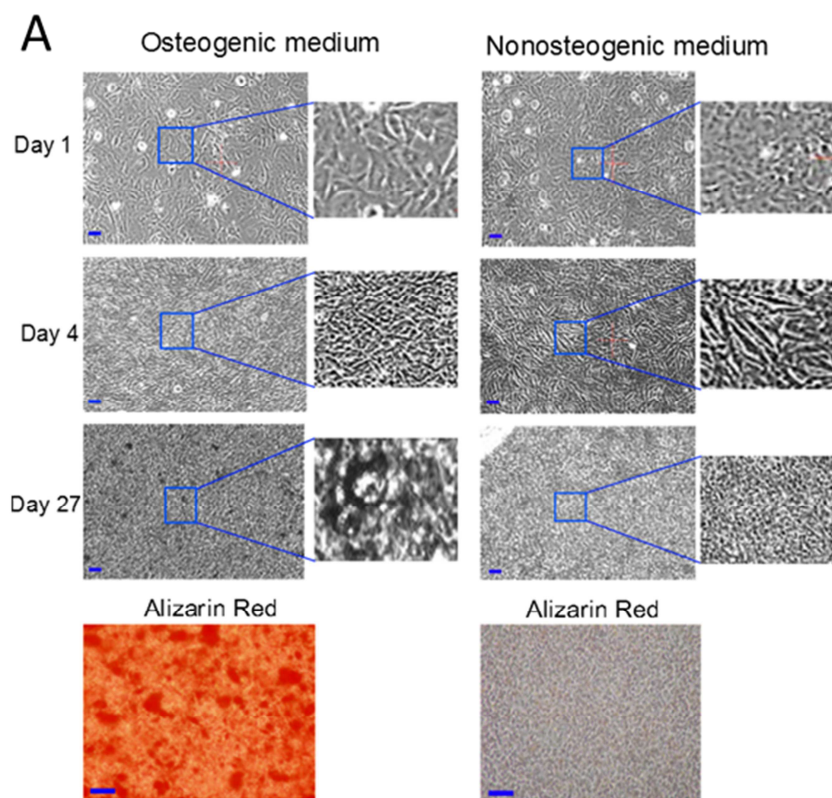 A
Osteogenic medium
Nonosteogenic medium
Day 1
Day 4
Day 27
Alizarin Red
Alizarin Red